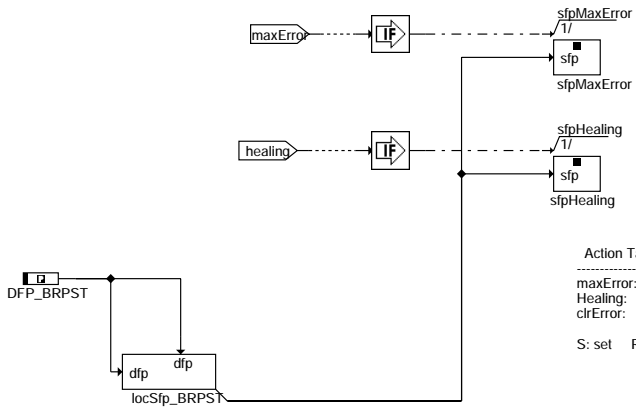 sfpMaxError
1/
maxError
IF
sfp
sfpMaxError
sfpHealing
1/
healing
IF
sfp
sfpHealing
Action
DFP_BRPST
maxError:
Healing:
clrError:
S: set
dfp
dfp
locSfp_BRPST